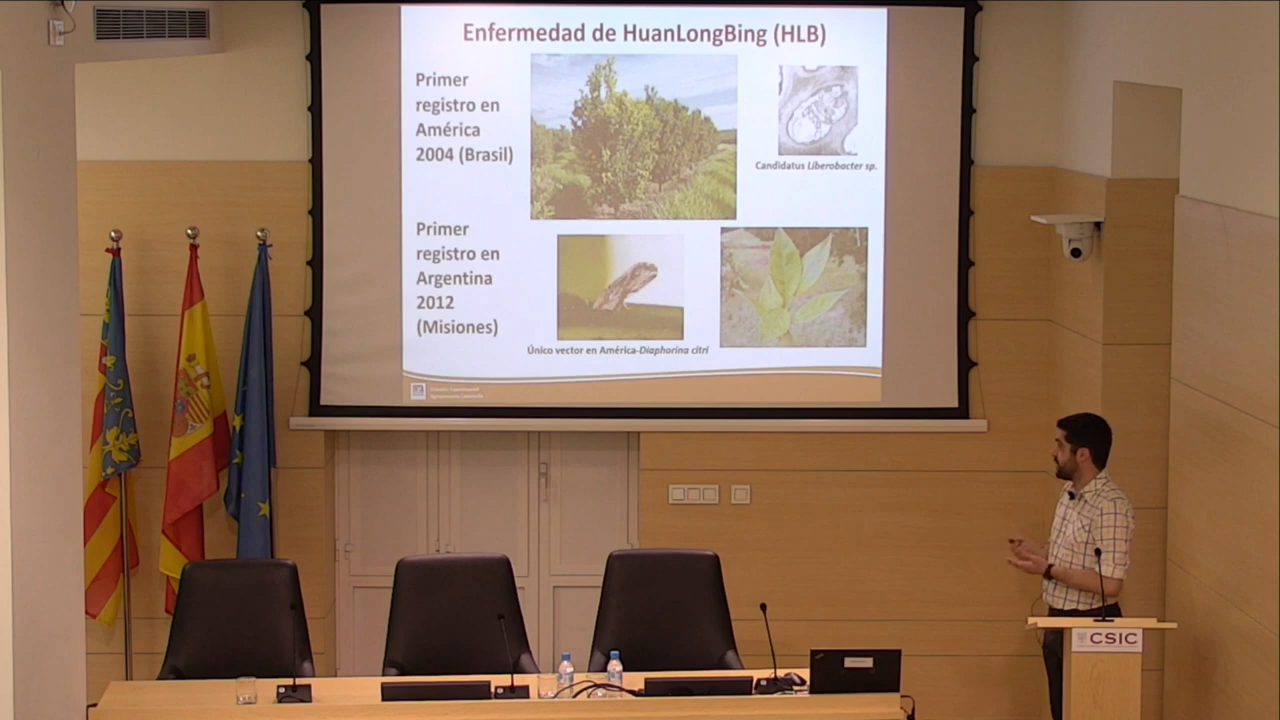 Enfermedad de HuanLongBing (HLB)
Primer
registro en
América
2004 (Brasil)
Candidatus Liberobacter sp.
Primer
registro en
Argentina
2012
(Misiones)
Único vector en América-Diaphorina citri
CSIC